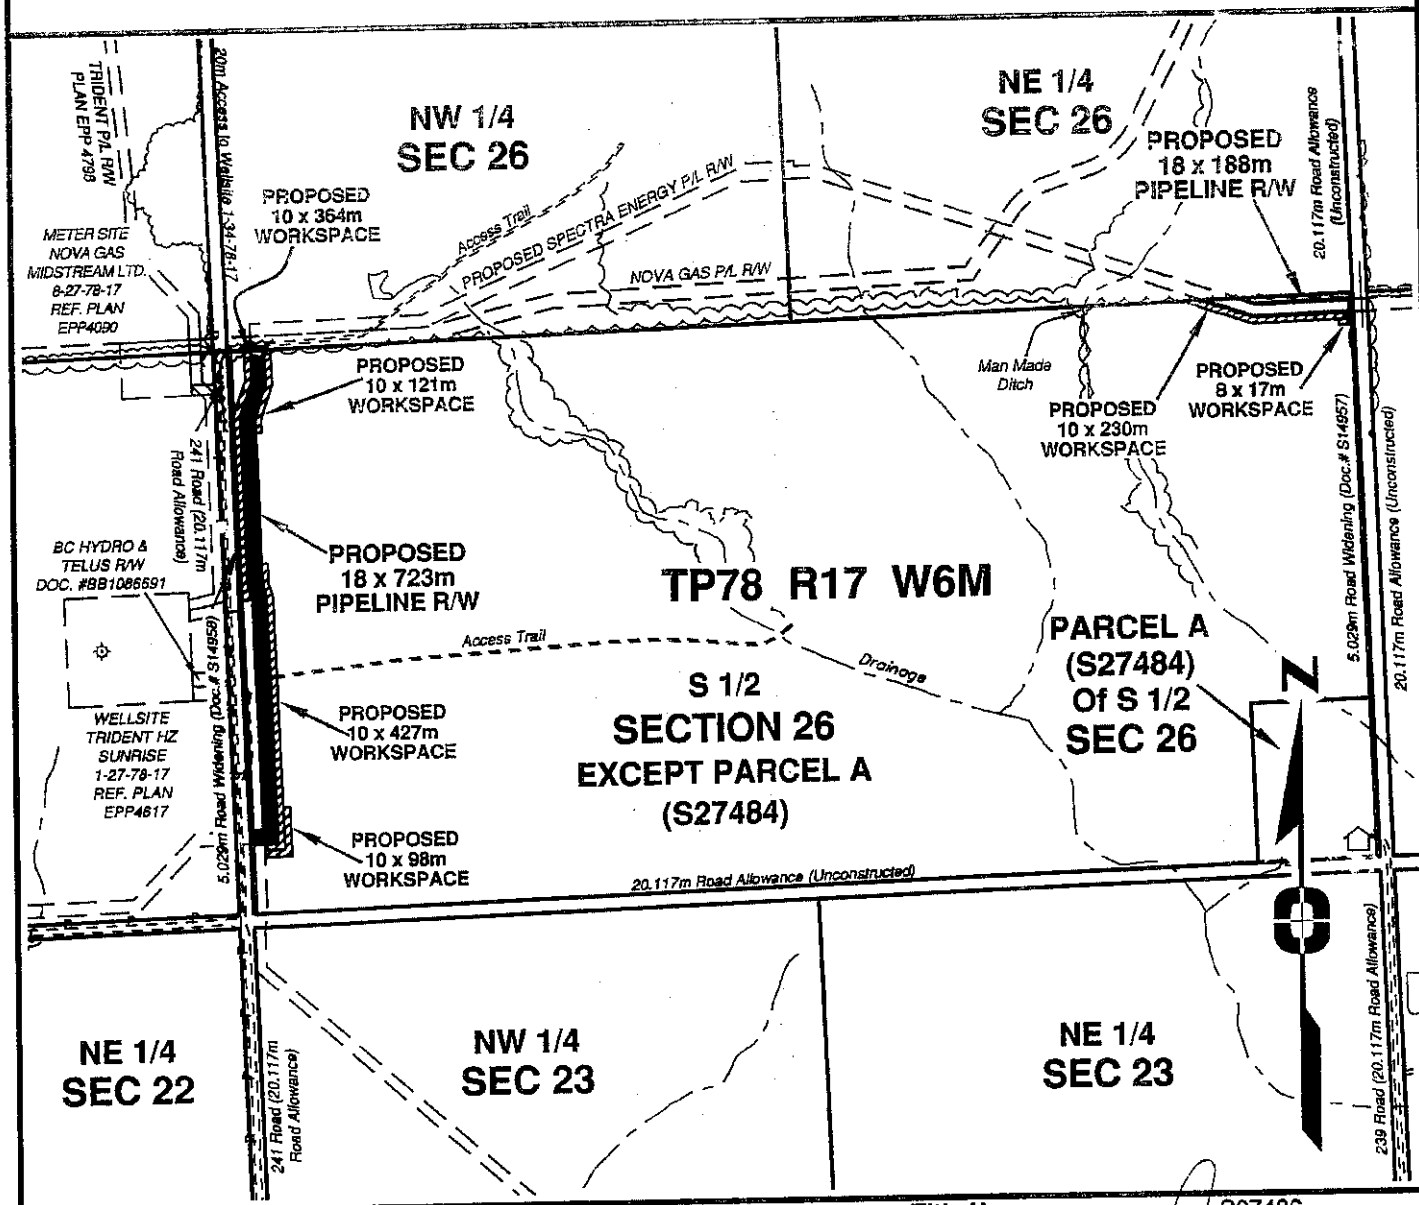 NW 1/4
SEC 26
NE 1/4
SEC 26
TRIDENT P/L R/W
PLAN EPP 4798
20m Access to Wellsite 1-34-78-17
20.117m Road Allowance
(Unconstructed)
PROPOSED
18 x 188m
PIPELINE R/W
PROPOSED
10 x 364m
WORKSPACE
Access Trail
PROPOSED SPECTRA ENERGY P/L R/W
NOVA GAS P/L R/W
METER SITE
NOVA GAS
MIDSTREAM LTD.
8-27-78-17
REF. PLAN
EPP4090
PROPOSED
10 x 121m
WORKSPACE
Man Made
Ditch
PROPOSED
10 x 230m
WORKSPACE
PROPOSED
8 x 17m
WORKSPACE
241 Road (20.117m
Road Allowance)
5.029m Road Widening (Doc.# S14957)
20.117m Road Allowance (Unconstructed)
BC HYDRO &
TELUS R/W
DOC. #BB1086691
PROPOSED
18 x 723m
PIPELINE R/W
TP78 R17 W6M
Access Trail
Drainage
PARCEL A
(S27484)
Of S 1/2
SEC 26
S 1/2
SECTION 26
EXCEPT PARCEL A
(S27484)
PROPOSED
10 x 427m
WORKSPACE
WELLSITE
TRIDENT HZ
SUNRISE
1-27-78-17
REF. PLAN
EPP4617
5.029m Road Widening (Doc.# S14958)
PROPOSED
10 x 98m
WORKSPACE
20.117m Road Allowance (Unconstructed)
N
NE 1/4
SEC 22
241 Road (20.117m
Road Allowance)
NW 1/4
SEC 23
NE 1/4
SEC 23
239 Road (20.117m Road Allowance)